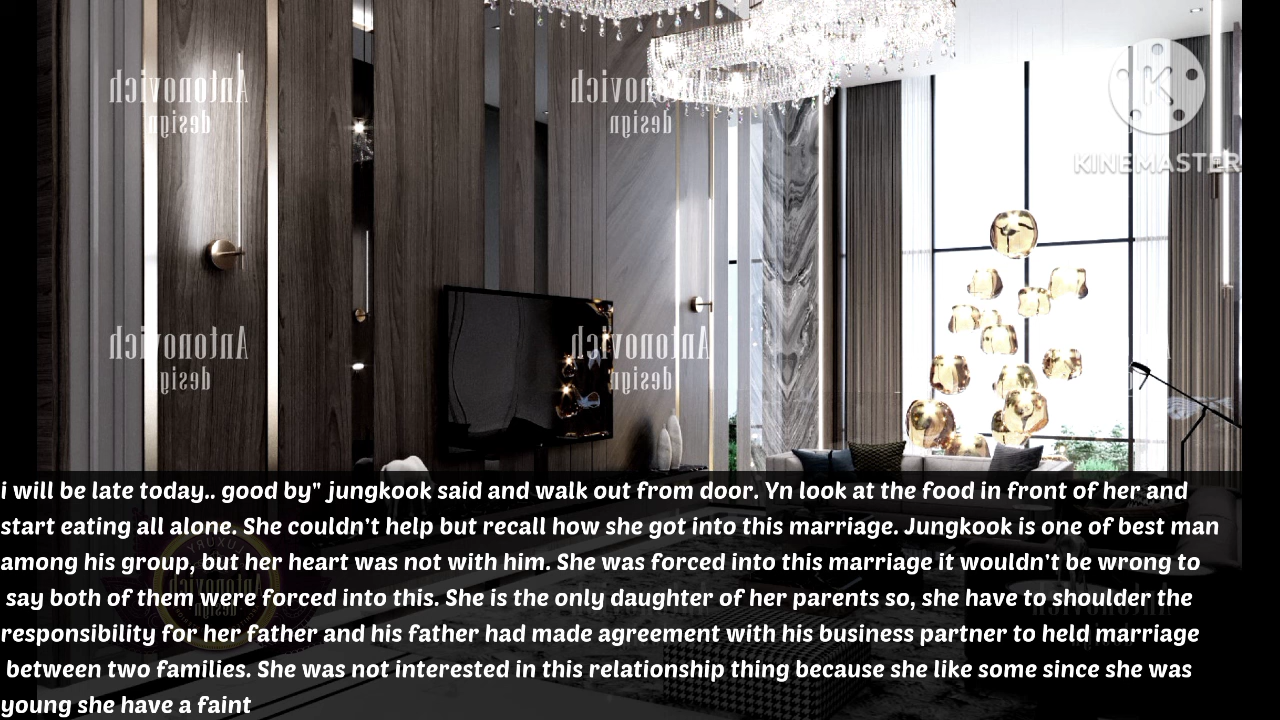 Antonovich
design
Antonovich
design
K
KINEMASTER
Antonovich
design
Antonovich
design
i will be late today.. good by" jungkook said and walk out from door. Yn look at the food in front of her and
start eating all alone. She couldn't help but recall how she got into this marriage. Jungkook is one of best man
among his group, but her heart was not with him. She was forced into this marriage it wouldn't be wrong to
say both of them were forced into this. She is the only daughter of her parents so, she have to shoulder the
responsibility for her father and his father had made agreement with his business partner to held marriage
between two families. She was not interested in this relationship thing because she like some since she was
young she have a faint